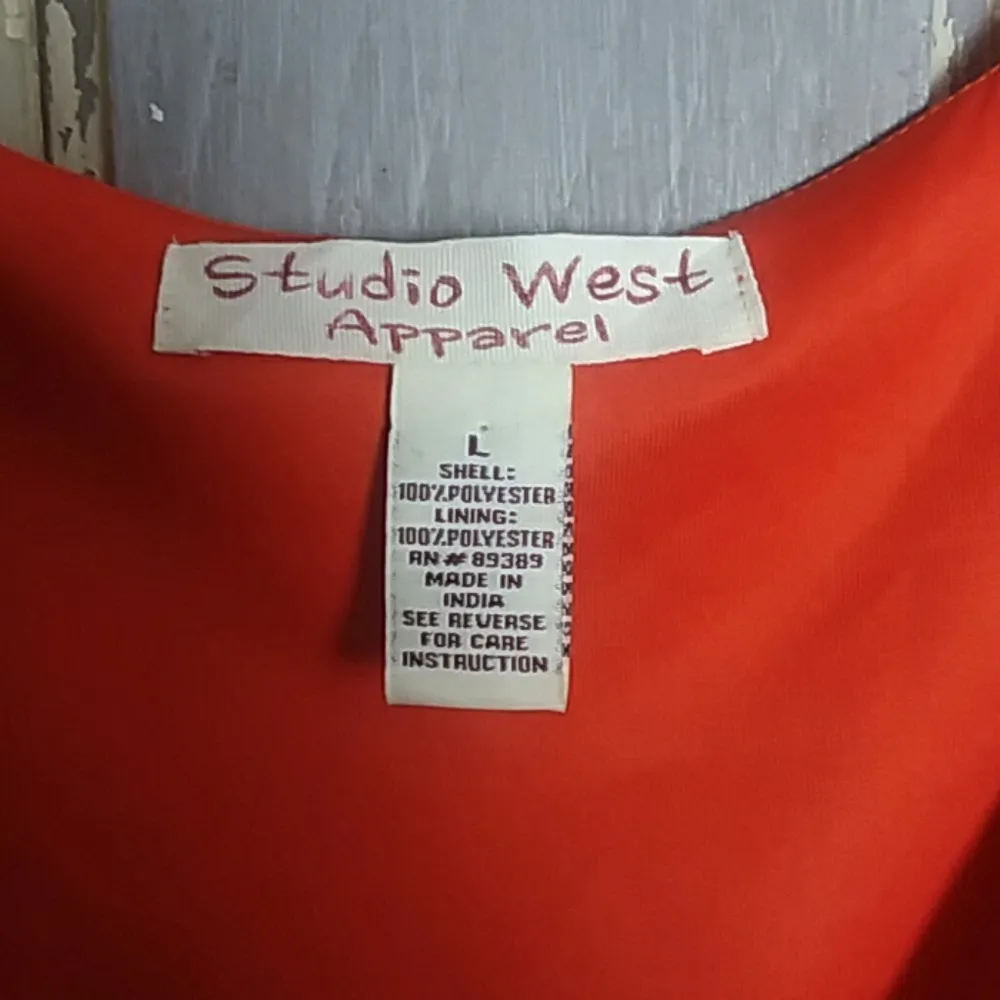 Studio West
Apparel
L
SHELL:
100%POLYESTER
LINING:
100%POLYESTER
RN# 89389
MADE IN
INDIA
SEE REVERSE
FOR CARE
INSTRUCTION